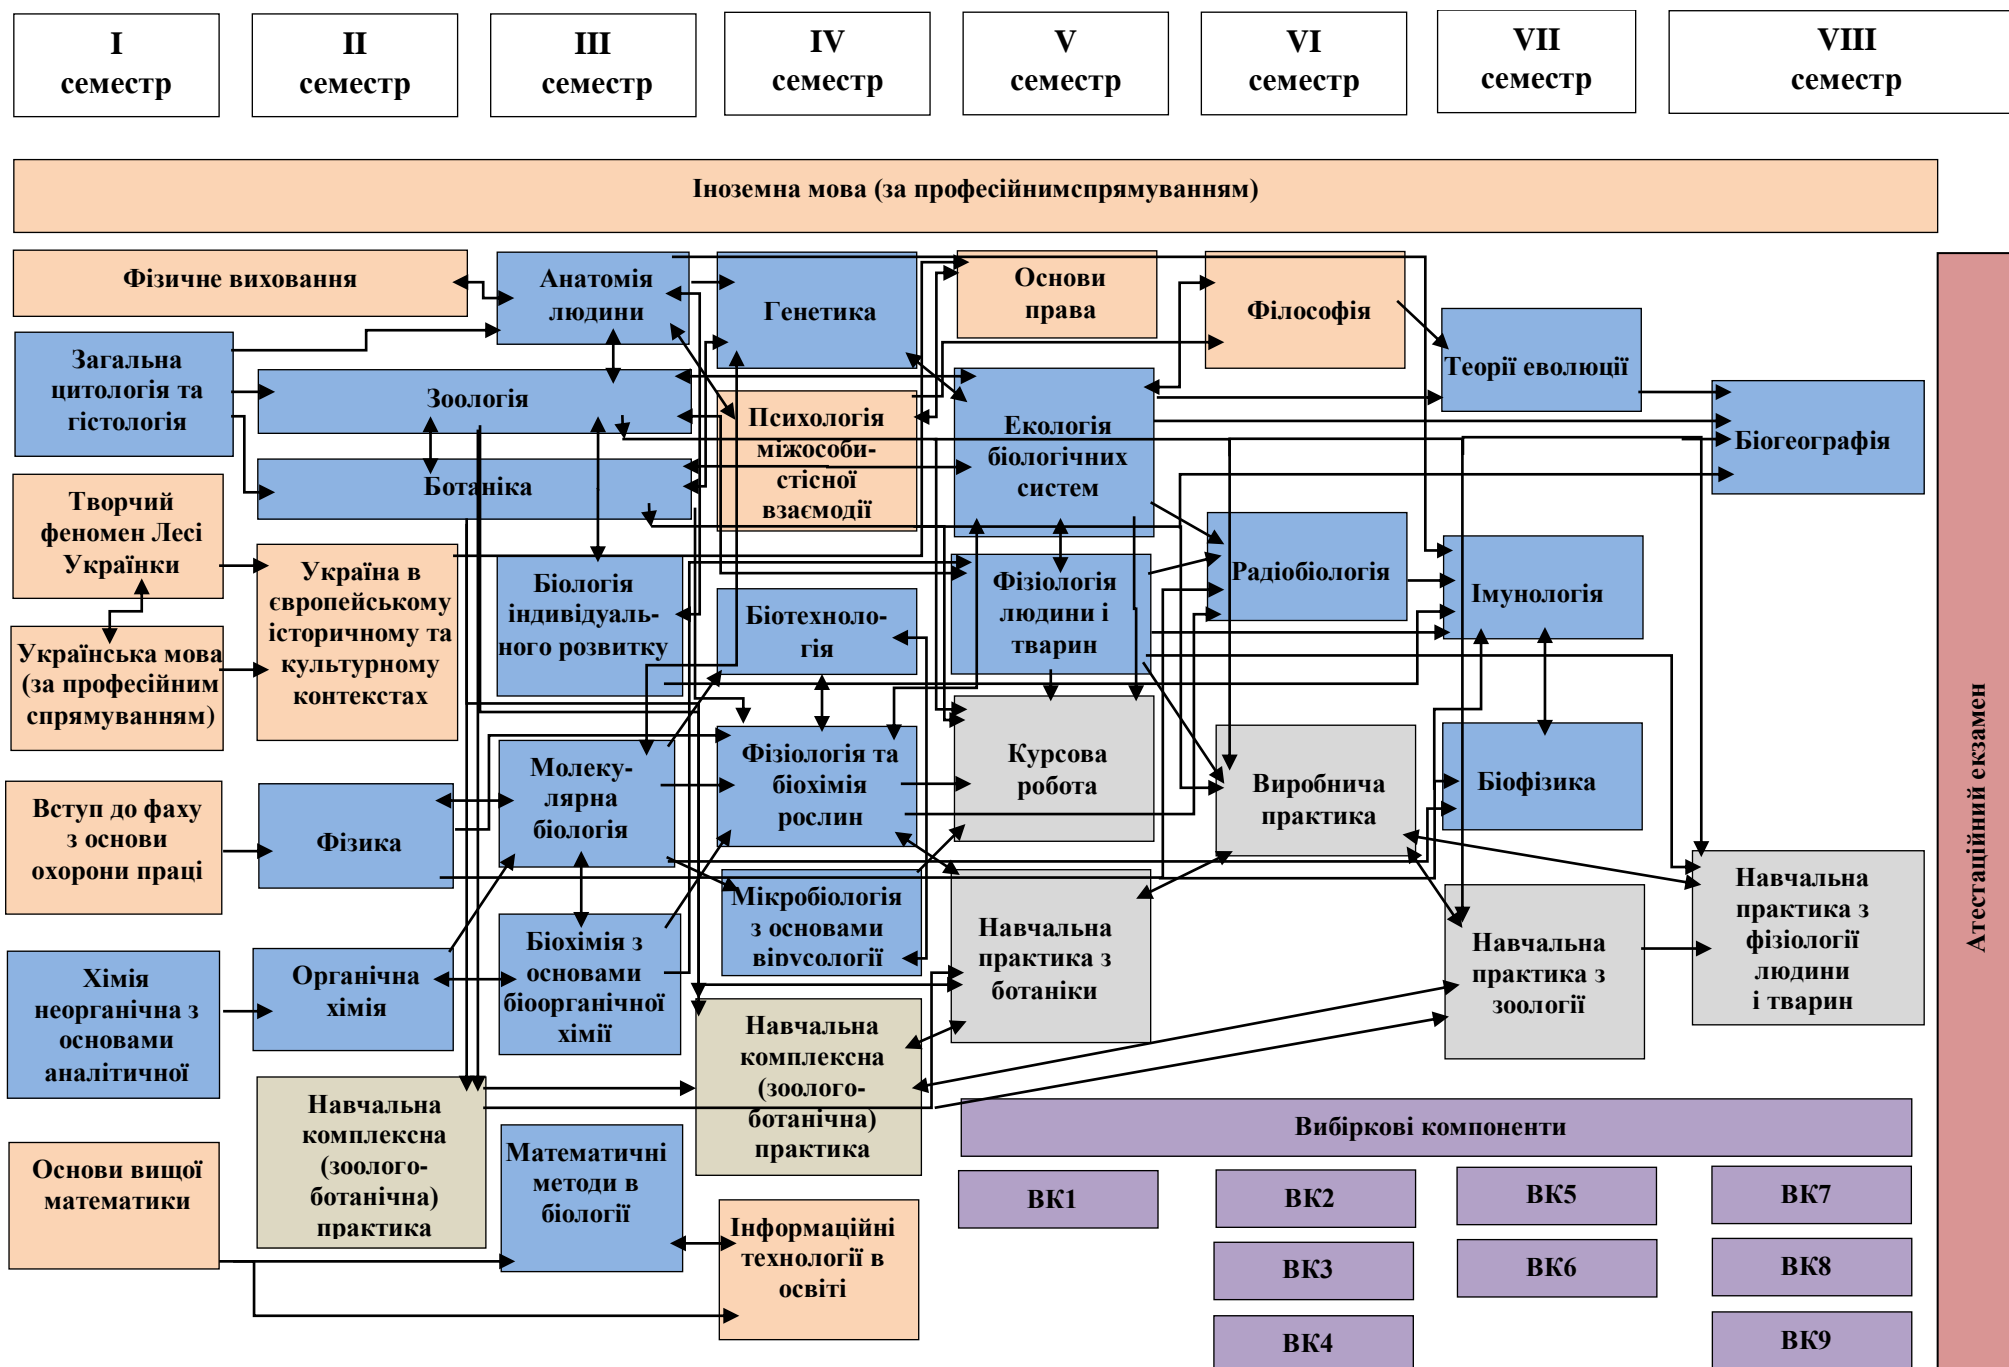 I
семестр
II
семестр
III
семестр
IV
семестр
V
семестр
VI
семестр
VII
семестр
VIII
семестр
Іноземна мова (за професійнимспрямуванням)
Фізичне виховання
Анатомія
людини
Генетика
Основи
права
Філософія
Теорії еволюції
Загальна
цитологія та
гістологія
Зоологія
Психологія
міжособи-
стісної
взаємодії
Екологія
біологічних
систем
Біогеографія
Ботаніка
Творчий
феномен Лесі
Українки
Україна в
європейському
історичному та
культурному
контекстах
Біологія
індивідуаль-
ного розвитку
Біотехноло-
гія
Фізіологія
людини і
тварин
Радіобіологія
Імунологія
Українська мова
(за професійним
спрямуванням)
Вступ до фаху
з основи
охорони праці
Фізика
Молеку-
лярна
біологія
Фізіологія та
біохімія
рослин
Курсова
робота
Виробнича
практика
Біофізика
Хімія
неорганічна з
основами
аналітичної
Органічна
хімія
Біохімія з
основами
біоорганічної
хімії
Мікробіологія
з основами
вірусології
Навчальна
практика з
ботаніки
Навчальна
практика з
зоології
Навчальна
практика з
фізіології
людини
і тварин
Навчальна
комплексна
(зоолого-
ботанічна)
практика
Навчальна
комплексна
(зоолого-
ботанічна)
практика
Основи вищої
математики
Математичні
методи в
біології
Інформаційні
технології в
освіті
Вибіркові компоненти
ВК1
ВК2
ВК5
ВК7
ВК3
ВК6
ВК8
ВК4
ВК9
Атестаційний екзамен